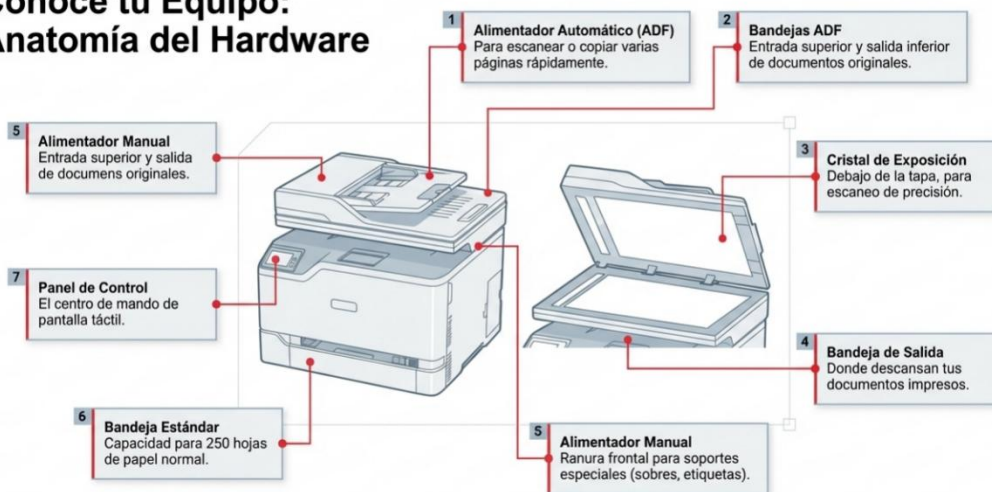 Conoce tu Equipo:
Anatomía del Hardware
1
Alimentador Automático (ADF)
Para escanear o copiar varias
páginas rápidamente.
2
Bandejas ADF
Entrada superior y salida inferior
de documentos originales.
5
Alimentador Manual
Entrada superior y salida
de documens originales.
3
Cristal de Exposición
Debajo de la tapa, para
escaneo de precisión.
7
Panel de Control
El centro de mando de
pantalla táctil.
4
Bandeja de Salida
Donde descansan tus
documentos impresos.
6
Bandeja Estándar
Capacidad para 250 hojas
de papel normal.
5
Alimentador Manual
Ranura frontal para soportes
especiales (sobres, etiquetas).